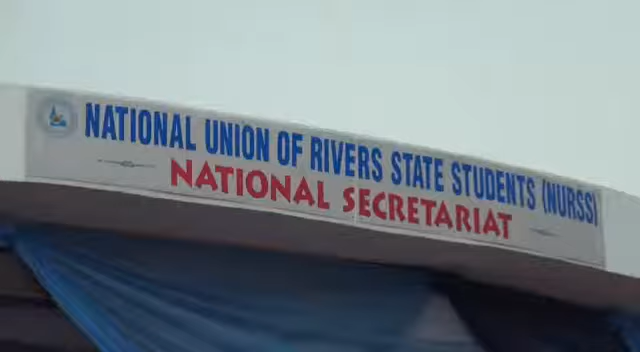 NATIONAL UNION OF RIVERS STATE STUDENTS (NURSS)
NATIONAL SECRETARIAT